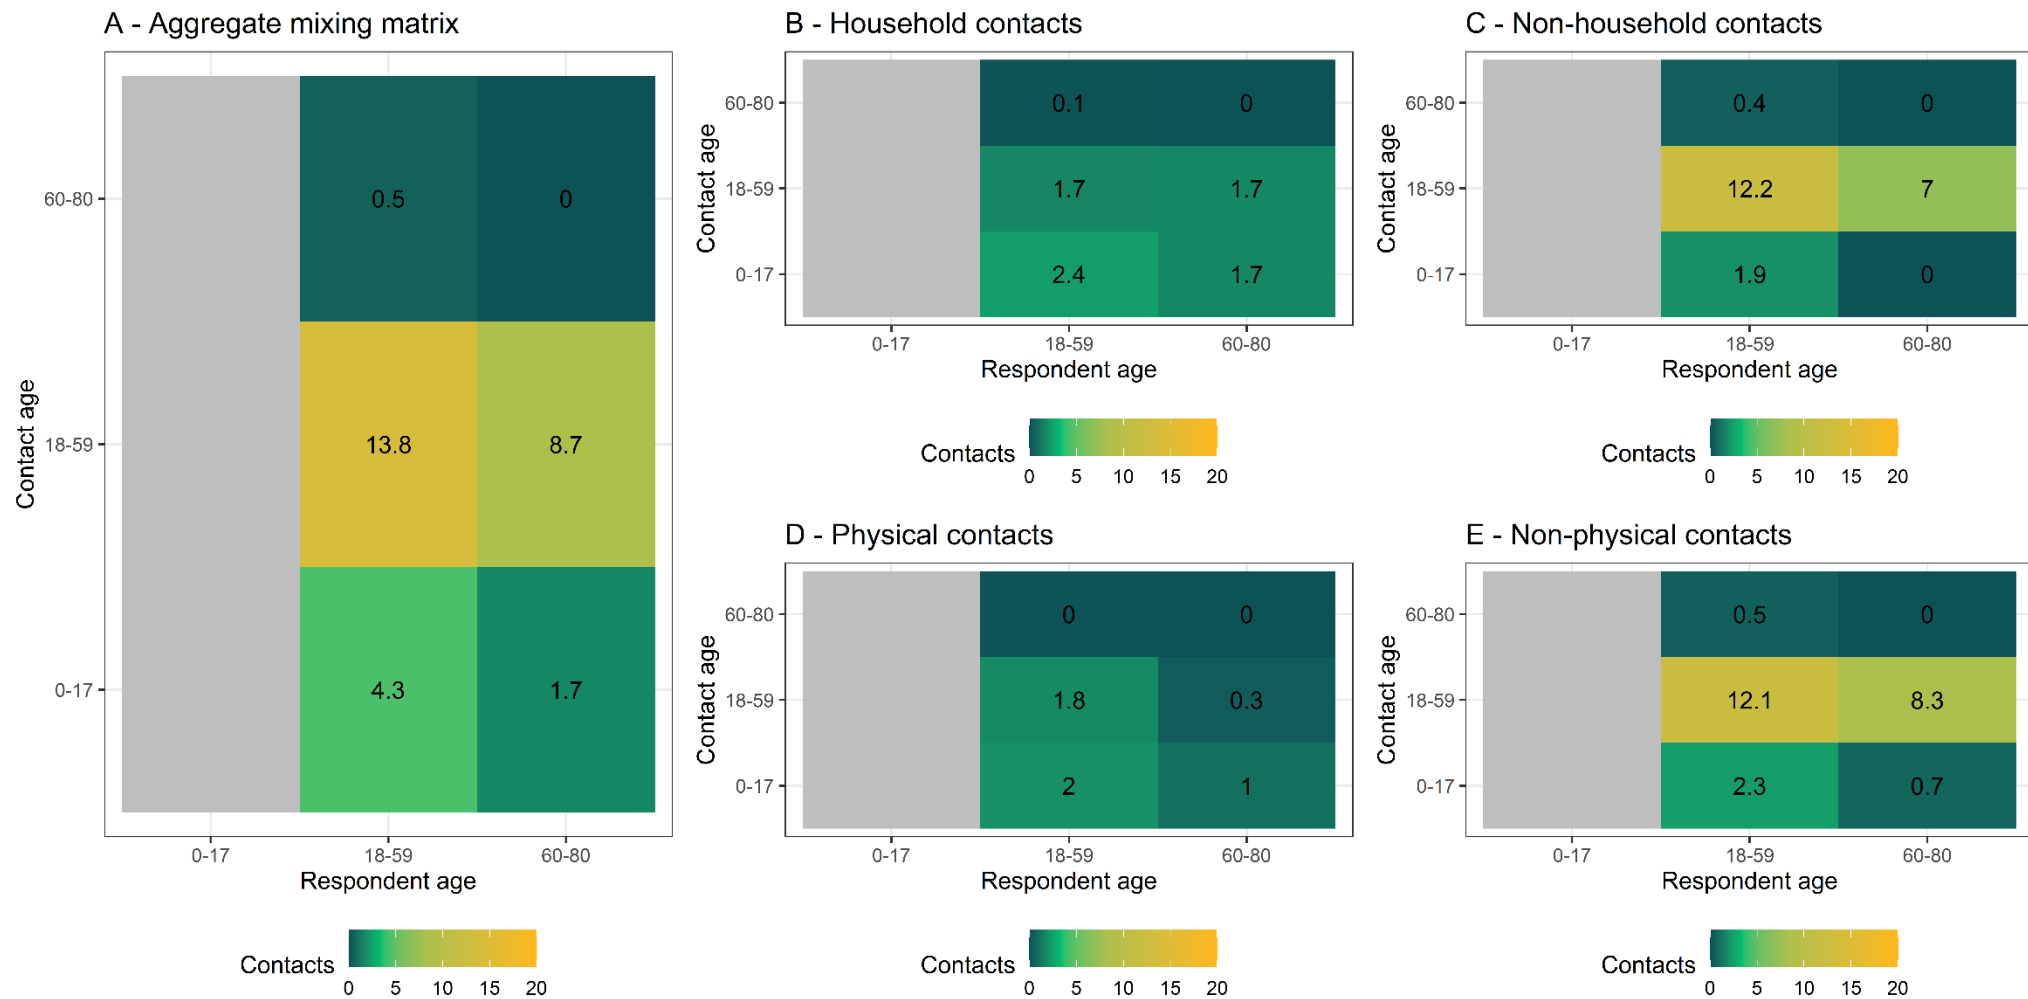 A - Aggregate mixing matrix
Contact age
60-80
0.5 0
18-59
13.8 8.7
0-17
4.3 1.7
0-17 18-59 60-80
Respondent age
Contacts
0 5 10 15 20
B - Household contacts
Contact age
60-80
0.1 0
18-59
1.7 1.7
0-17
2.4 1.7
0-17 18-59 60-80
Respondent age
Contacts
0 5 10 15 20
C - Non-household contacts
Contact age
60-80
0.4 0
18-59
12.2 7
0-17
1.9 0
0-17 18-59 60-80
Respondent age
Contacts
0 5 10 15 20
D - Physical contacts
Contact age
60-80
0 0
18-59
1.8 0.3
0-17
2 1
0-17 18-59 60-80
Respondent age
Contacts
0 5 10 15 20
E - Non-physical contacts
Contact age
60-80
0.5 0
18-59
12.1 8.3
0-17
2.3 0.7
0-17 18-59 60-80
Respondent age
Contacts
0 5 10 15 20